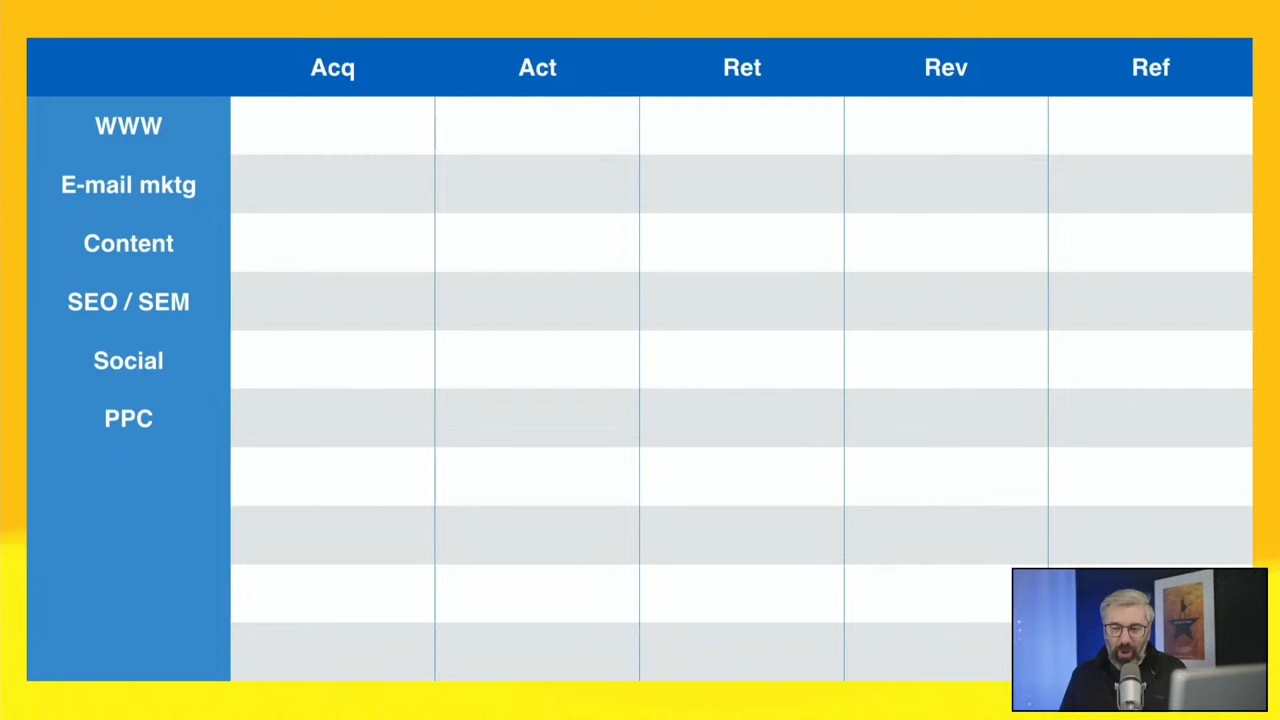 Acq Act Ret Rev Ref
WWW
E-mail mktg
Content
SEO / SEM
Social
PPC